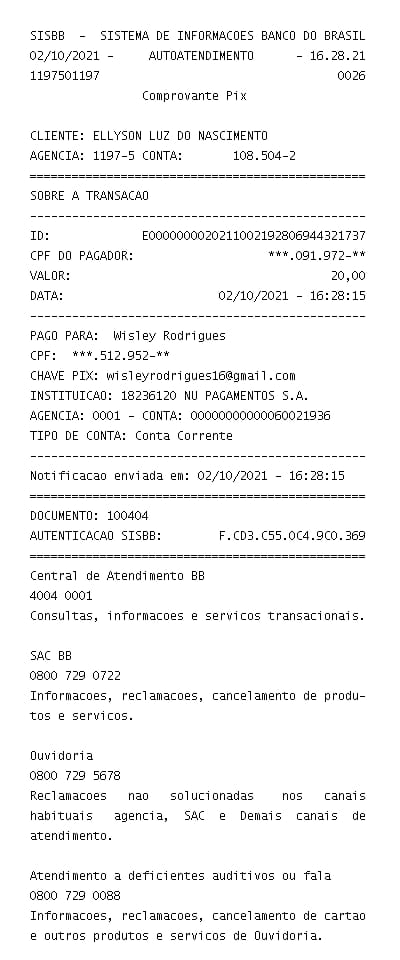 SISBB - SISTEMA DE INFORMACOES BANCO DO BRASIL
02/10/2021 - AUTOATENDIMENTO - 16.28.21
1197501197 0026
Comprovante Pix
CLIENTE: ELLYSON LUZ DO NASCIMENTO
AGENCIA: 1197-5 CONTA: 108.504-2
================================================
SOBRE A TRANSACAO
------------------------------------------------
ID: E0000000020211002192806944321737
CPF DO PAGADOR: ***.091.972-**
VALOR: 20,00
DATA: 02/10/2021 - 16:28:15
------------------------------------------------
PAGO PARA: Wisley Rodrigues
CPF: ***.512.952-**
CHAVE PIX: wisleyrodrigues16@gmail.com
INSTITUICAO: 18236120 NU PAGAMENTOS S.A.
AGENCIA: 0001 - CONTA: 00000000000060021936
TIPO DE CONTA: Conta Corrente
------------------------------------------------
Notificacao enviada em: 02/10/2021 - 16:28:15
================================================
DOCUMENTO: 100404
AUTENTICACAO SISBB: F.CD3.C55.0C4.9C0.369
================================================
Central de Atendimento BB
4004 0001
Consultas, informacoes e servicos transacionais.
SAC BB
0800 729 0722
Informacoes, reclamacoes, cancelamento de produ-
tos e servicos.
Ouvidoria
0800 729 5678
Reclamacoes nao solucionadas nos canais
habituais agencia, SAC e Demais canais de
atendimento.
Atendimento a deficientes auditivos ou fala
0800 729 0088
Informacoes, reclamacoes, cancelamento de cartao
e outros produtos e servicos de Ouvidoria.